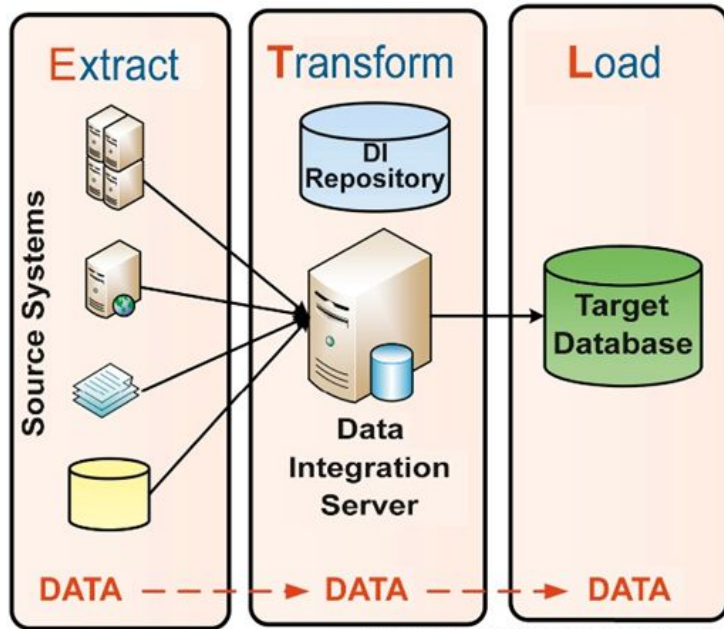 Extract
Source Systems
DATA
Transform
DI
Repository
Data
Integration
Server
DATA
Load
Target
Database
DATA